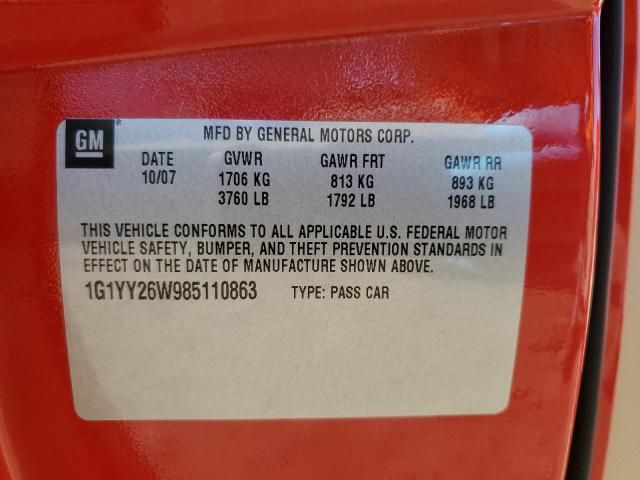 GM®
MFD BY GENERAL MOTORS CORP.
DATE GVWR GAWR FRT GAWR RR
10/07 1706 KG 813 KG 893 KG
3760 LB 1792 LB 1968 LB
THIS VEHICLE CONFORMS TO ALL APPLICABLE U.S. FEDERAL MOTOR
VEHICLE SAFETY, BUMPER, AND THEFT PREVENTION STANDARDS IN
EFFECT ON THE DATE OF MANUFACTURE SHOWN ABOVE.
1G1YY26W985110863 TYPE: PASS CAR